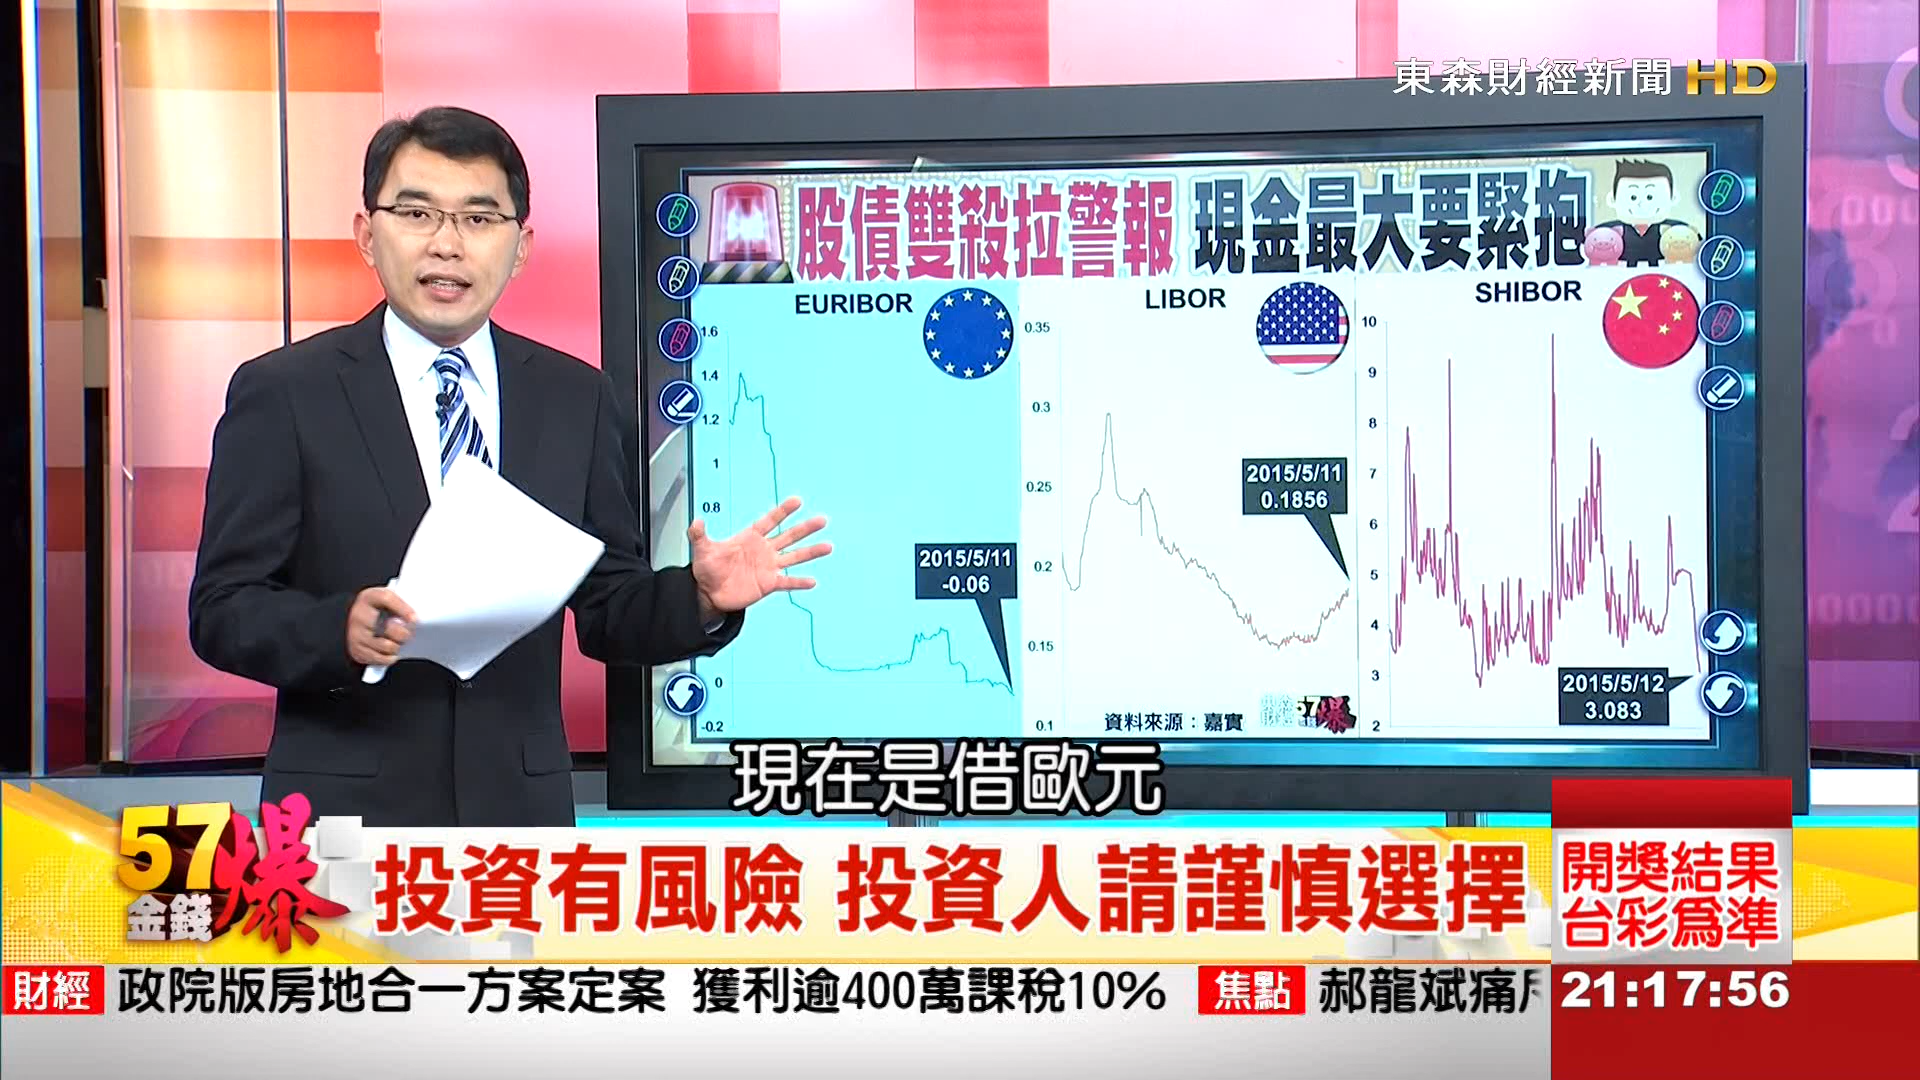 東森財經新聞 HD
股債雙殺拉警報 現金最大要緊抱
EURIBOR
1.6
1.4
1.2
1
0.8
0
-0.2
2015/5/11
-0.06
LIBOR
0.35
0.3
0.25
0.2
0.15
0.1
2015/5/11
0.1856
資料來源：嘉實
57爆
SHIBOR
10
9
8
7
6
5
4
3
2
2015/5/12
3.083
現在是借歐元
57金錢爆
投資有風險 投資人請謹慎選擇
開獎結果
台彩為準
財經 政院版房地合一方案定案 獲利逾400萬課稅10% 焦點 郝龍斌痛
21:17:56